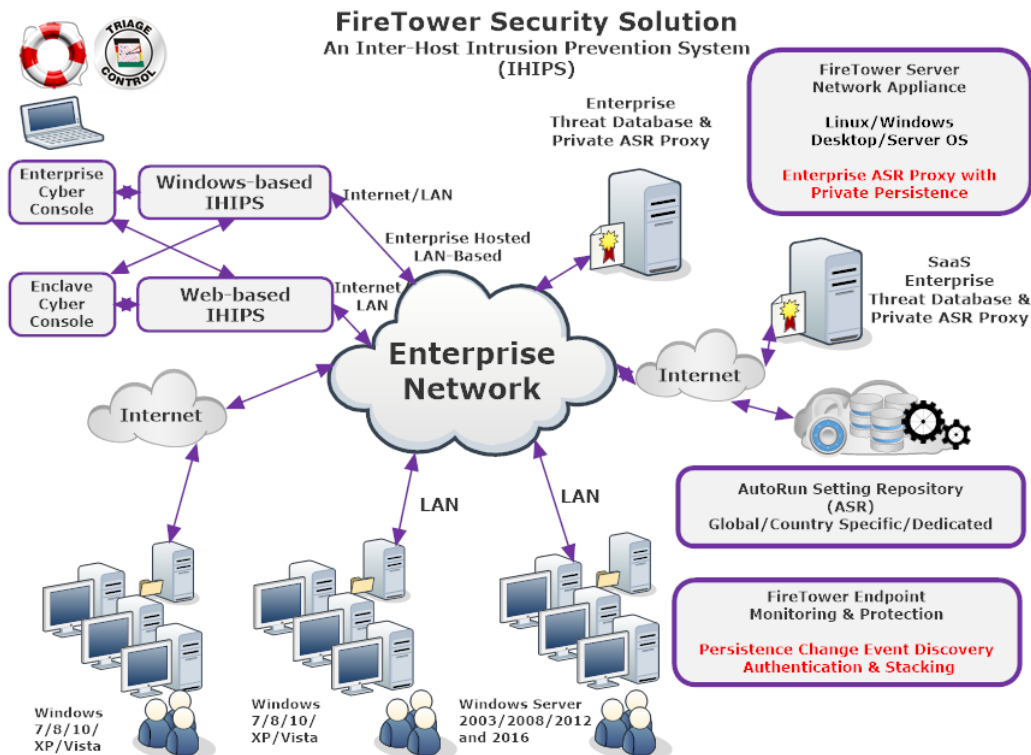 FireTower Security Solution
An Inter-Host Intrusion Prevention System
(IHIPS)
TRIAGE
CONTROL
Enterprise
Threat Database &
Private ASR Proxy
FireTower Server
Network Appliance
Linux/Windows
Desktop/Server OS
Enterprise ASR Proxy with
Private Persistence
Enterprise
Cyber
Console
Windows-based
IHIPS
Internet/LAN
Enterprise Hosted
LAN-Based
Enclave
Cyber
Console
Web-based
IHIPS
Internet
LAN
SaaS
Enterprise
Threat Database &
Private ASR Proxy
Enterprise
Network
Internet
Internet
AutoRun Setting Repository
(ASR)
Global/Country Specific/Dedicated
LAN
LAN
FireTower Endpoint
Monitoring & Protection
Persistence Change Event Discovery
Authentication & Stacking
Windows
7/8/10/
XP/Vista
Windows
7/8/10/
XP/Vista
Windows Server
2003/2008/2012
and 2016